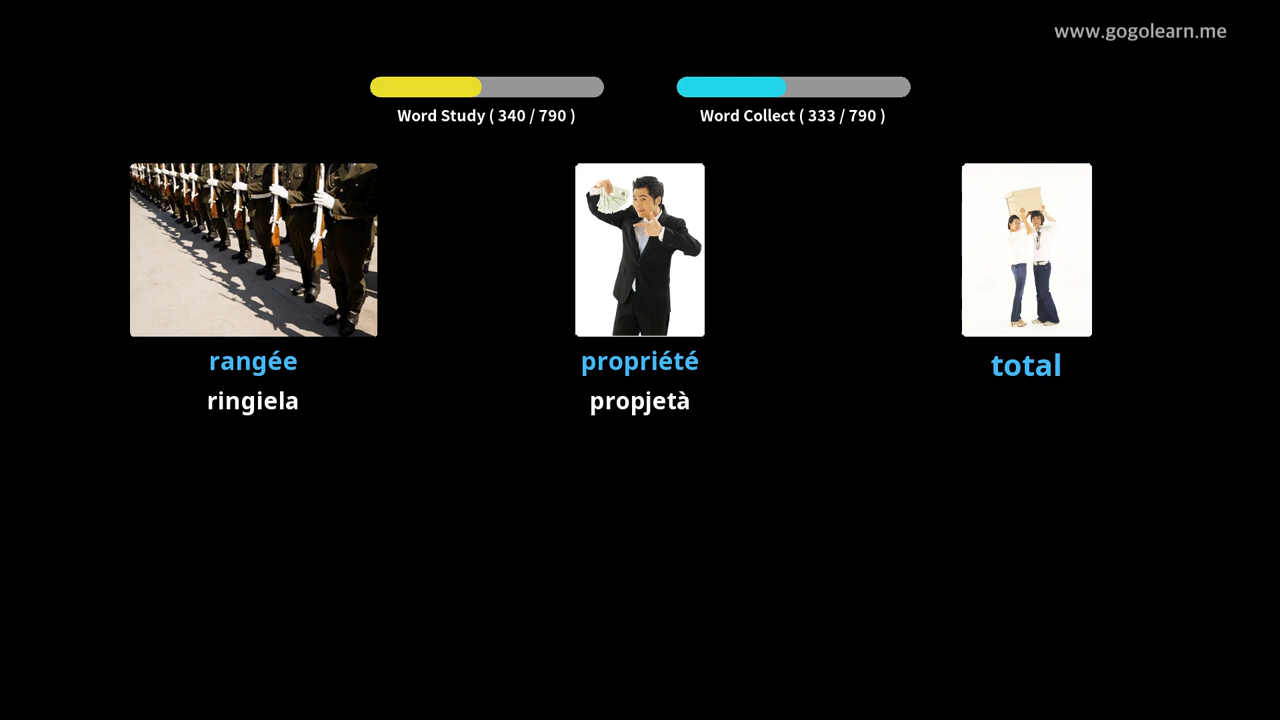 www.gogolearn.me
Word Study ( 340 / 790 )
Word Collect ( 333 / 790 )
rangée
propriété
total
ringiela
propjetà